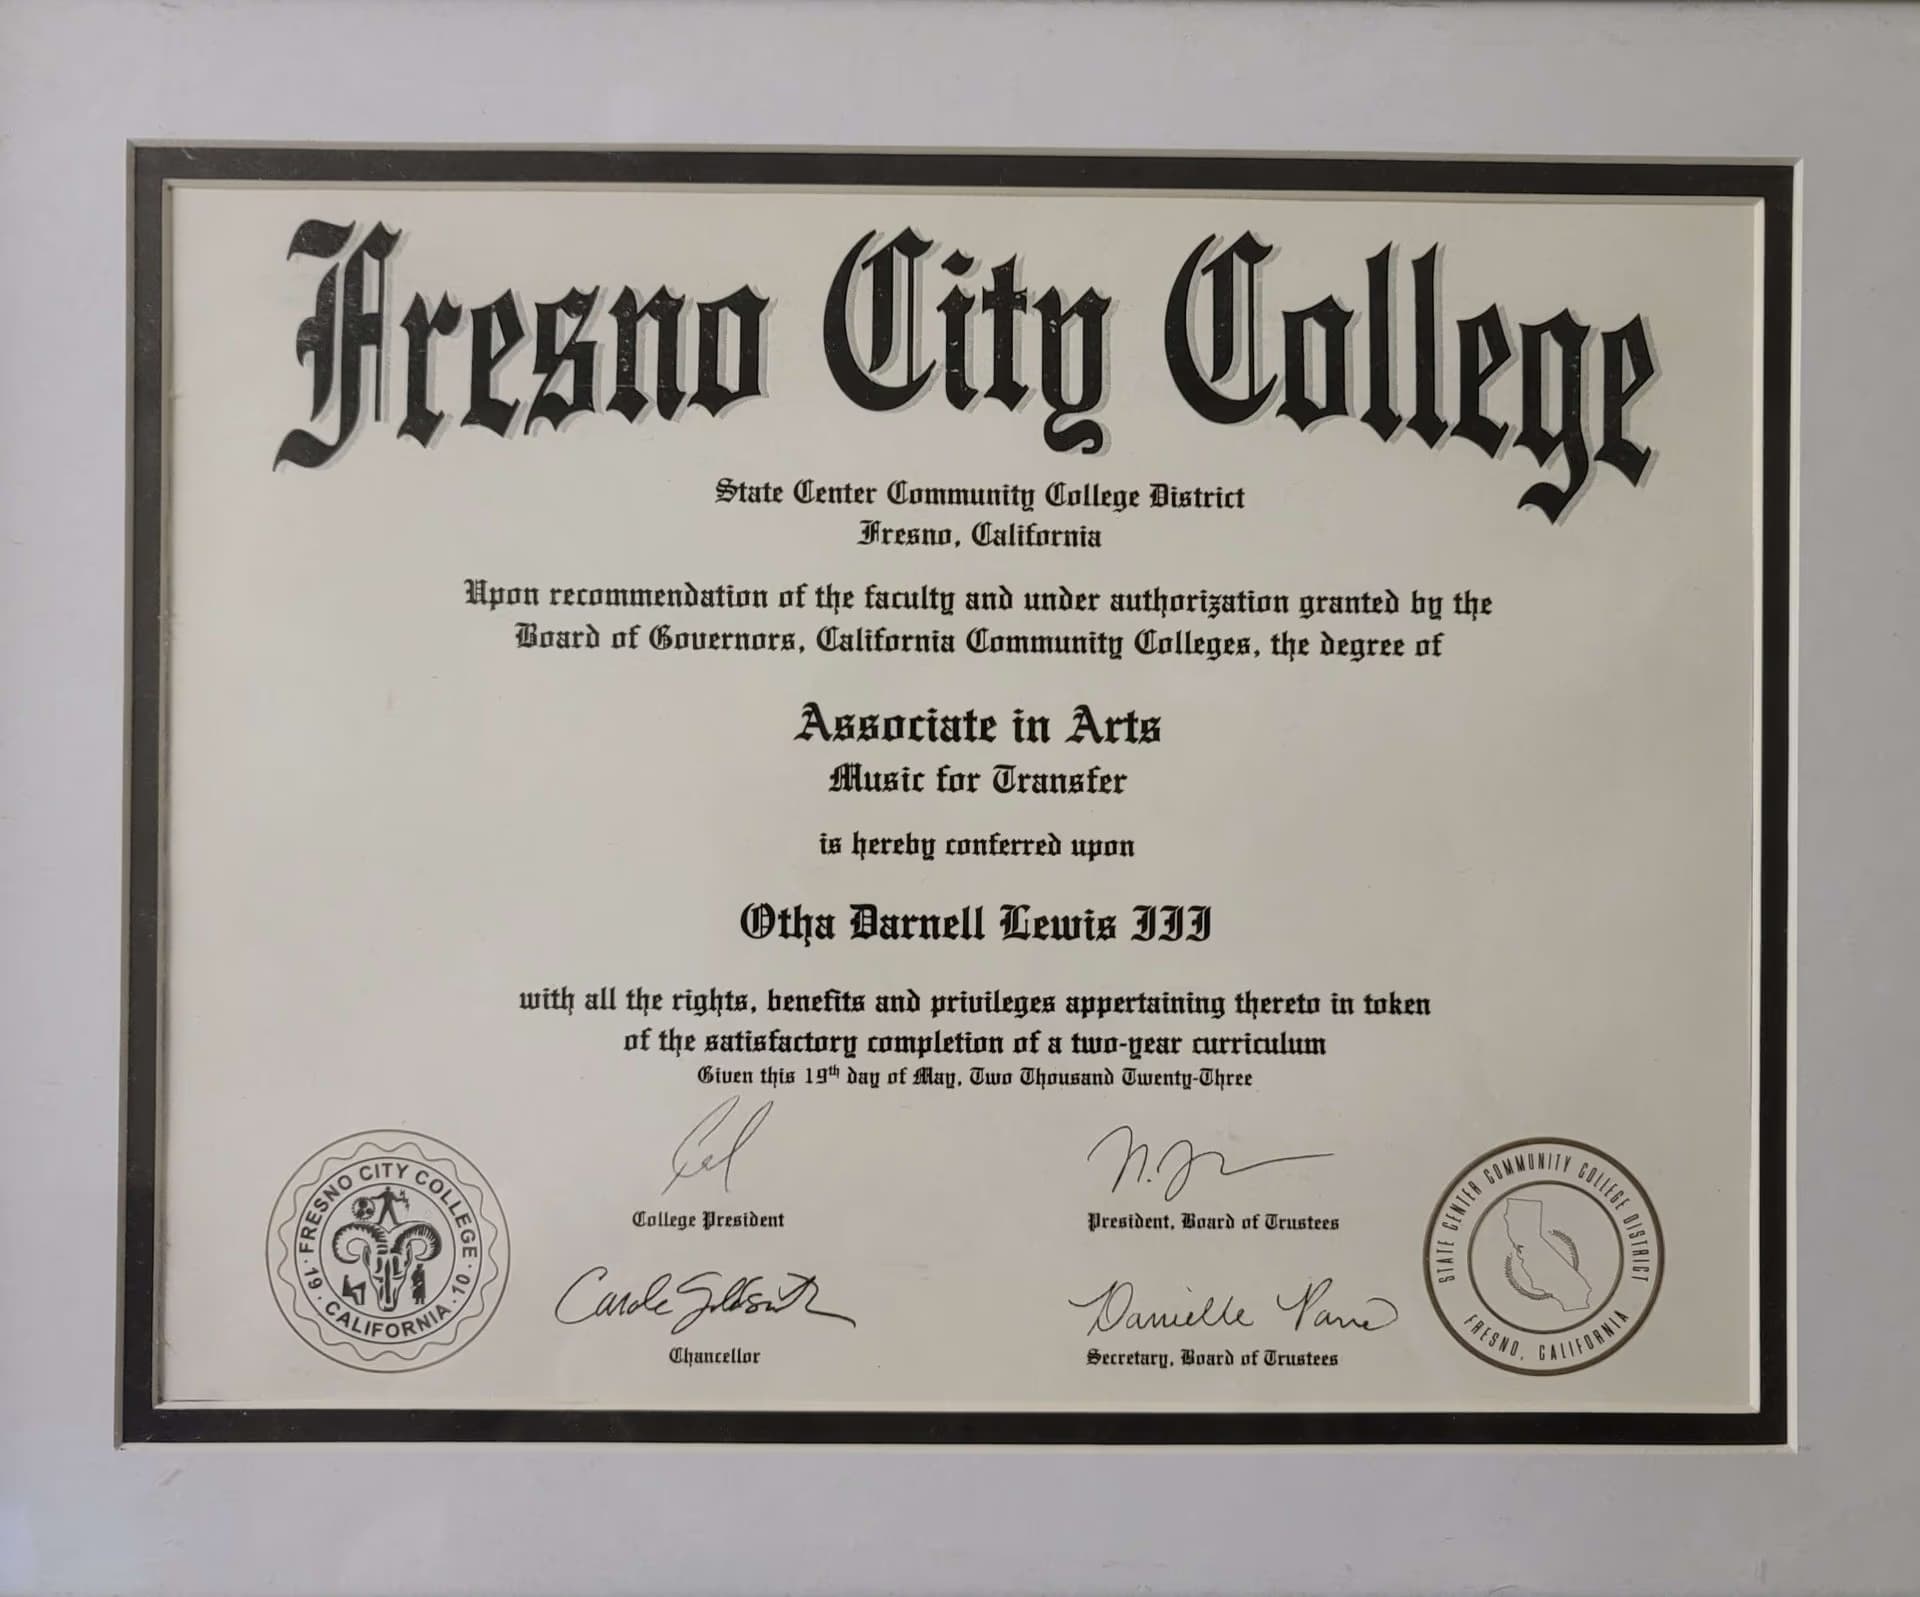 Fresno City College
State Center Community College District
Fresno, California
Upon recommendation of the faculty and under authorization granted by the
Board of Governors, California Community Colleges, the degree of
Associate in Arts
Music for Transfer
is hereby conferred upon
Otha Darnell Lewis III
with all the rights, benefits and privileges appertaining thereto in token
of the satisfactory completion of a two-year curriculum
Given this 19th day of May, Two Thousand Twenty-Three
College President
President, Board of Trustees
Carole Goldsmith
Chancellor
Danielle
Secretary, Board of Trustees
FRESNO CITY COLLEGE
· 19 · CALIFORNIA · 10 ·
STATE CENTER COMMUNITY COLLEGE DISTRICT
FRESNO, CALIFORNIA